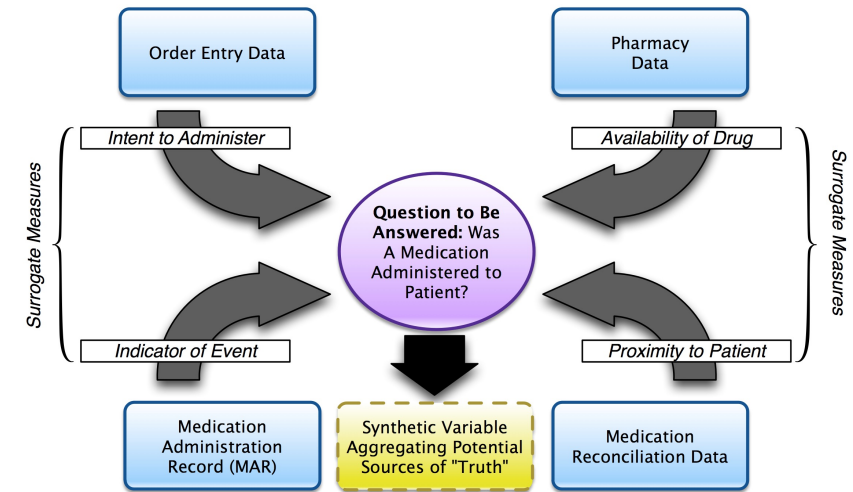 Order Entry Data
Pharmacy
Data
Intent to Administer
Availability of Drug
Surrogate Measures
Surrogate Measures
Question to Be
Answered: Was
A Medication
Administered to
Patient?
Indicator of Event
Proximity to Patient
Medication
Administration
Record (MAR)
Synthetic Variable
Aggregating Potential
Sources of "Truth"
Medication
Reconciliation Data